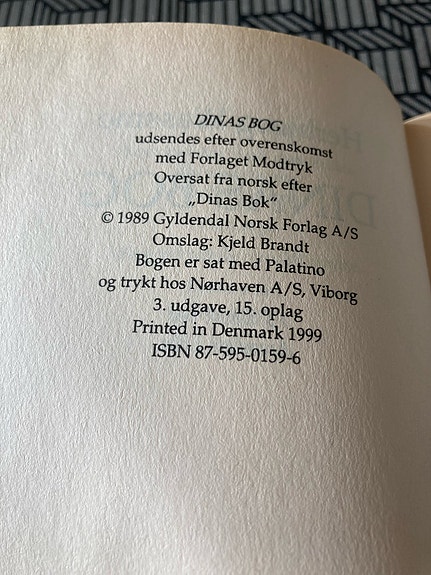 DINAS BOG
udsendes efter overenskomst
med Forlaget Modtryk
Oversat fra norsk efter
„Dinas Bok“
© 1989 Gyldendal Norsk Forlag A/S
Omslag: Kjeld Brandt
Bogen er sat med Palatino
og trykt hos Nørhaven A/S, Viborg
3. udgave, 15. oplag
Printed in Denmark 1999
ISBN 87-595-0159-6